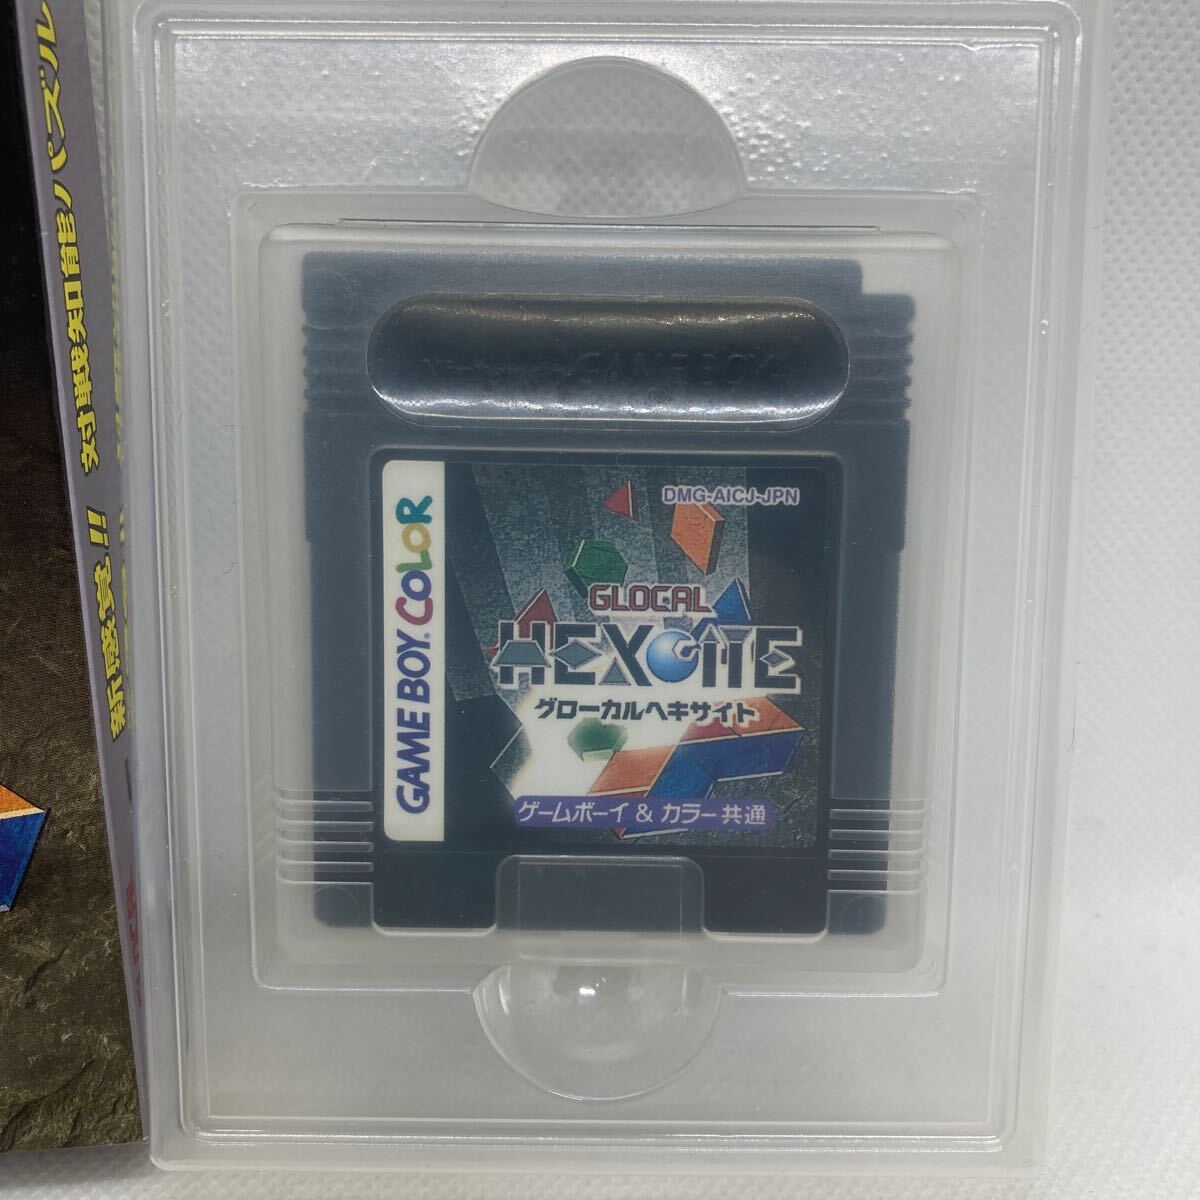 新感覚!! 対戦知能パズル
Nintendo GAME BOY
GAME BOY COLOR
DMG-AICJ-JPN
GLOCAL
HEXCITE
グローカルヘキサイト
ゲームボーイ & カラー共通